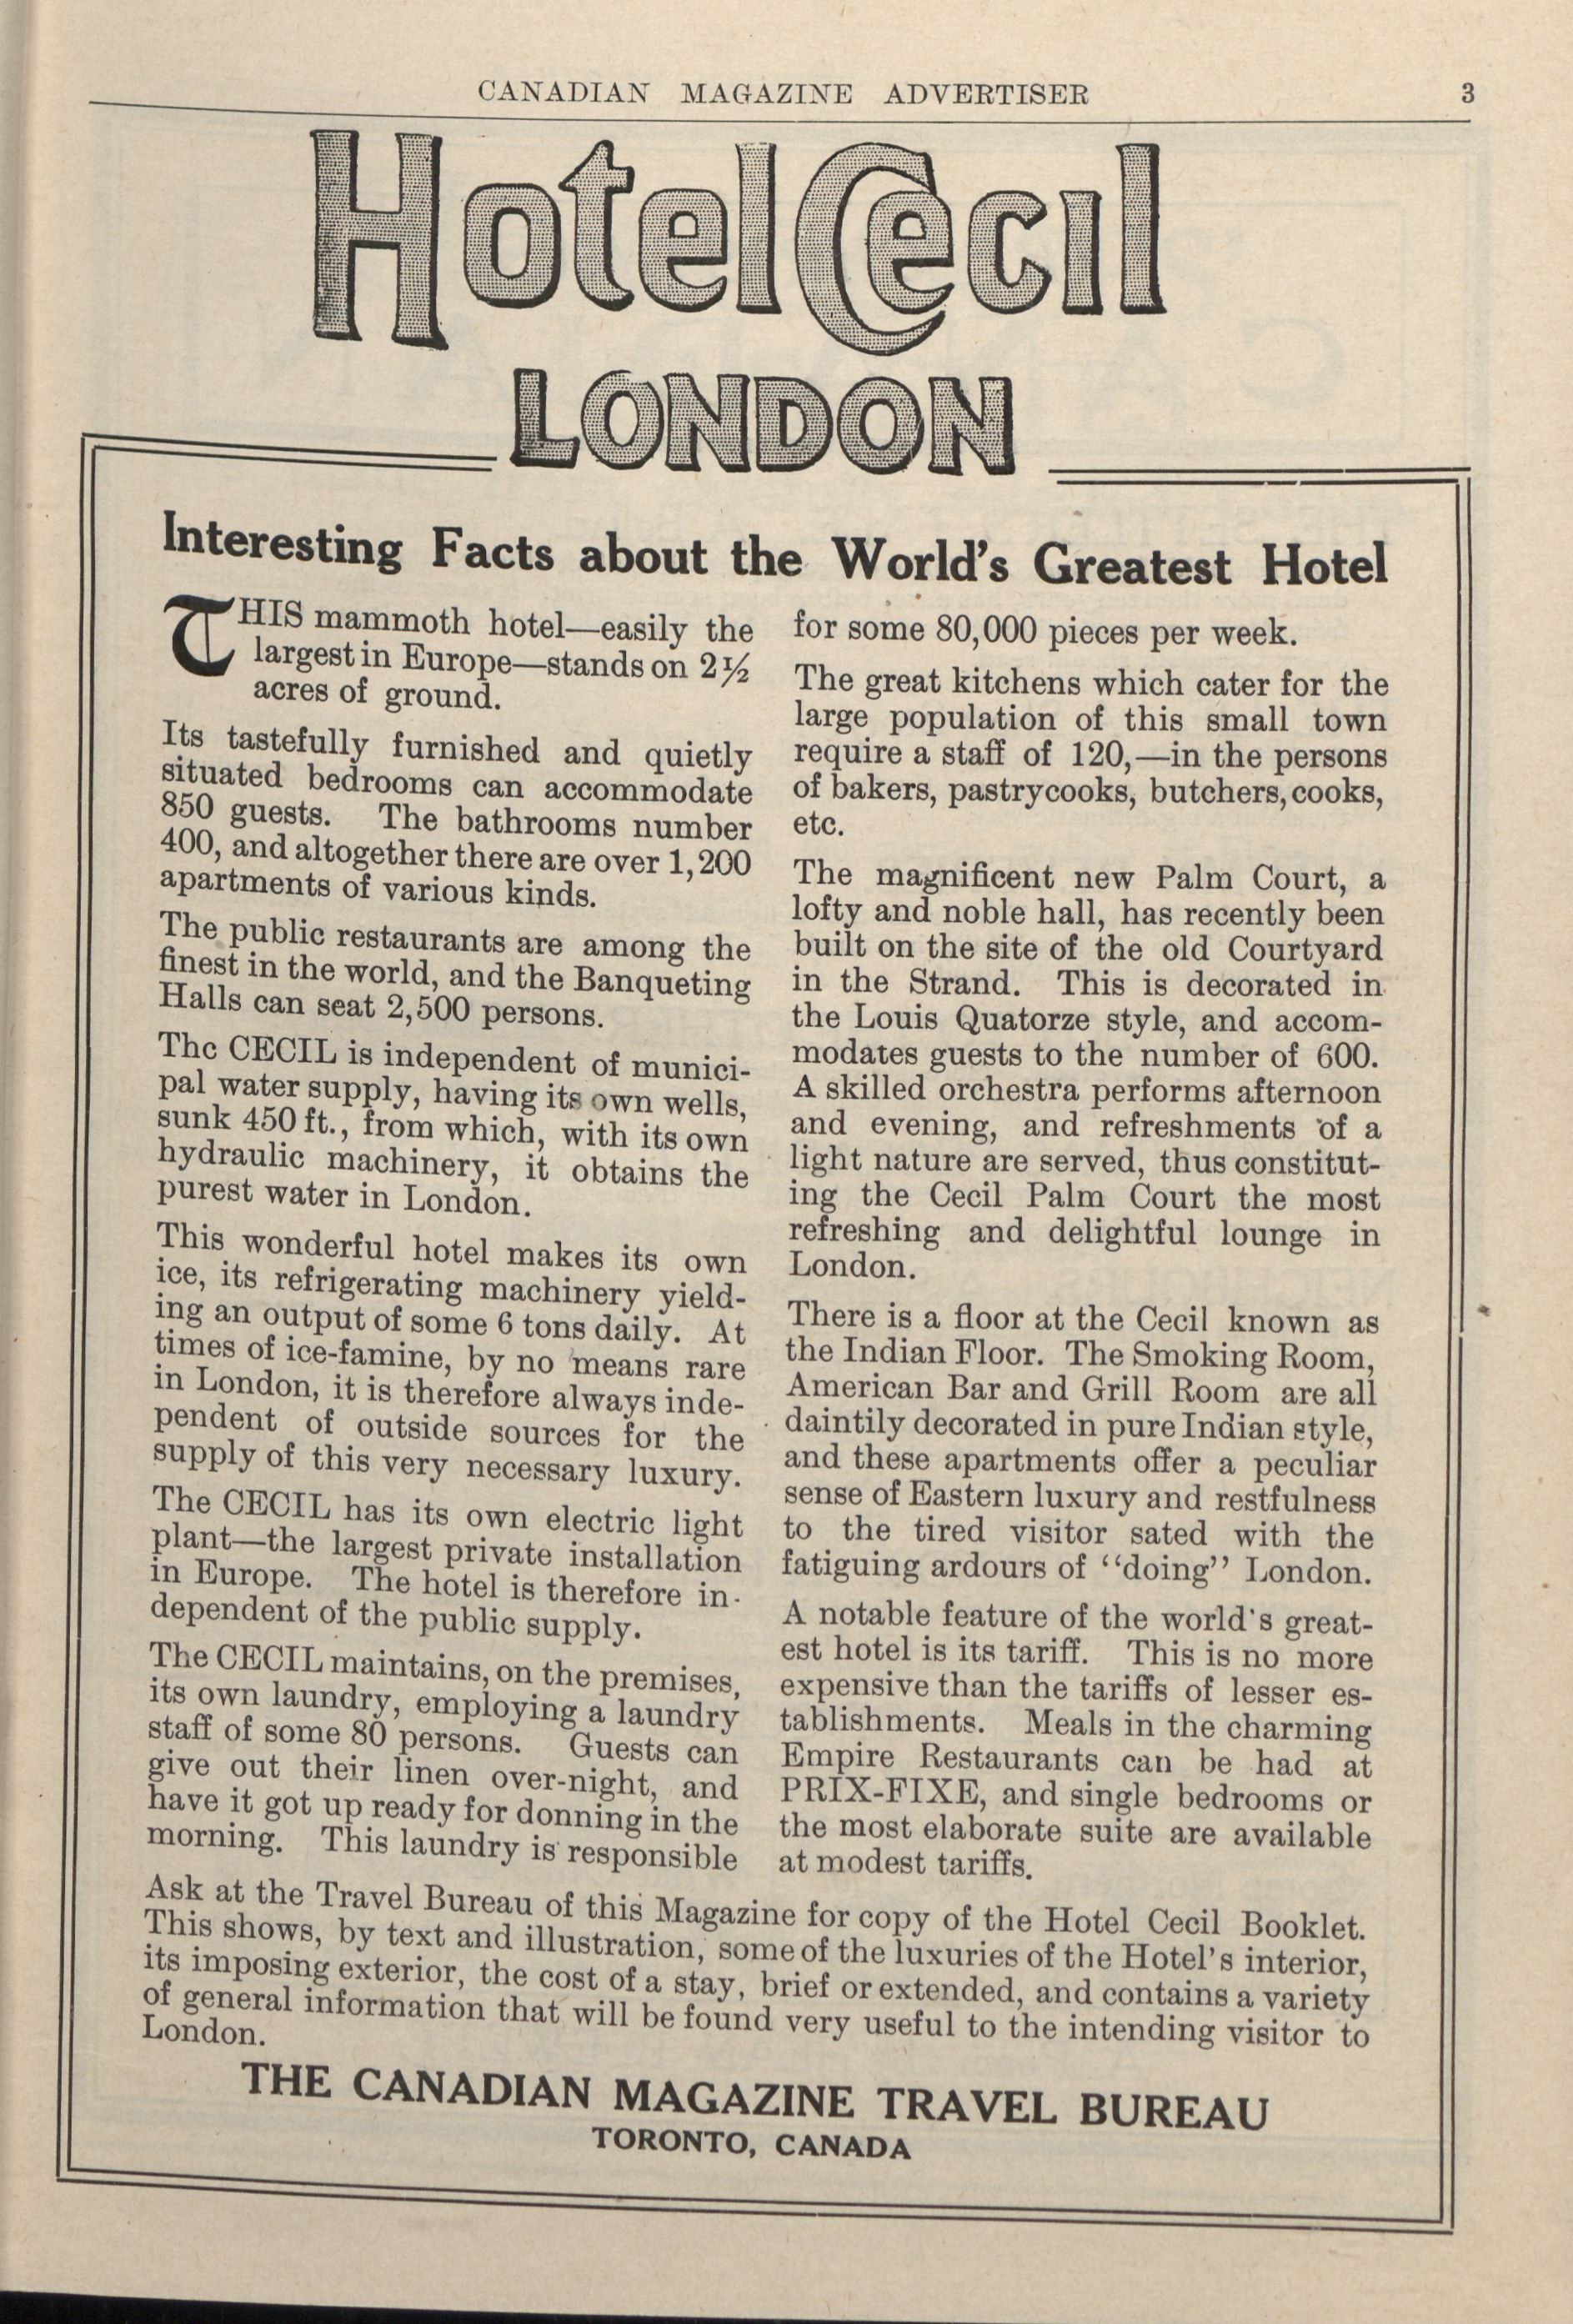 CANADIAN MAGAZINE ADVERTISER 3
Hotel Cecil
LONDON
Interesting Facts about the World's Greatest Hotel
THIS mammoth hotel—easily the
largest in Europe—stands on 2½
acres of ground.
Its tastefully furnished and quietly
situated bedrooms can accommodate
850 guests. The bathrooms number
400, and altogether there are over 1,200
apartments of various kinds.
The public restaurants are among the
finest in the world, and the Banqueting
Halls can seat 2,500 persons.
The CECIL is independent of munici-
pal water supply, having its own wells,
sunk 450 ft., from which, with its own
hydraulic machinery, it obtains the
purest water in London.
This wonderful hotel makes its own
ice, its refrigerating machinery yield-
ing an output of some 6 tons daily. At
times of ice-famine, by no means rare
in London, it is therefore always inde-
pendent of outside sources for the
supply of this very necessary luxury.
The CECIL has its own electric light
plant—the largest private installation
in Europe. The hotel is therefore in-
dependent of the public supply.
The CECIL maintains, on the premises,
its own laundry, employing a laundry
staff of some 80 persons. Guests can
give out their linen over-night, and
have it got up ready for donning in the
morning. This laundry is responsible
for some 80,000 pieces per week.
The great kitchens which cater for the
large population of this small town
require a staff of 120,—in the persons
of bakers, pastrycooks, butchers, cooks,
etc.
The magnificent new Palm Court, a
lofty and noble hall, has recently been
built on the site of the old Courtyard
in the Strand. This is decorated in
the Louis Quatorze style, and accom-
modates guests to the number of 600.
A skilled orchestra performs afternoon
and evening, and refreshments of a
light nature are served, thus constitut-
ing the Cecil Palm Court the most
refreshing and delightful lounge in
London.
There is a floor at the Cecil known as
the Indian Floor. The Smoking Room,
American Bar and Grill Room are all
daintily decorated in pure Indian style,
and these apartments offer a peculiar
sense of Eastern luxury and restfulness
to the tired visitor sated with the
fatiguing ardours of "doing" London.
A notable feature of the world's great-
est hotel is its tariff. This is no more
expensive than the tariffs of lesser es-
tablishments. Meals in the charming
Empire Restaurants can be had at
PRIX-FIXE, and single bedrooms or
the most elaborate suite are available
at modest tariffs.
Ask at the Travel Bureau of this Magazine for copy of the Hotel Cecil Booklet.
This shows, by text and illustration, some of the luxuries of the Hotel's interior,
its imposing exterior, the cost of a stay, brief or extended, and contains a variety
of general information that will be found very useful to the intending visitor to
London.
THE CANADIAN MAGAZINE TRAVEL BUREAU
TORONTO, CANADA